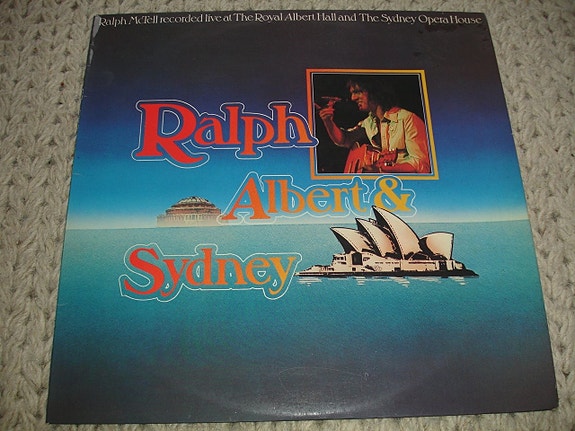 Ralph McTell recorded live at The Royal Albert Hall and The Sydney Opera House
Ralph
Albert &
Sydney